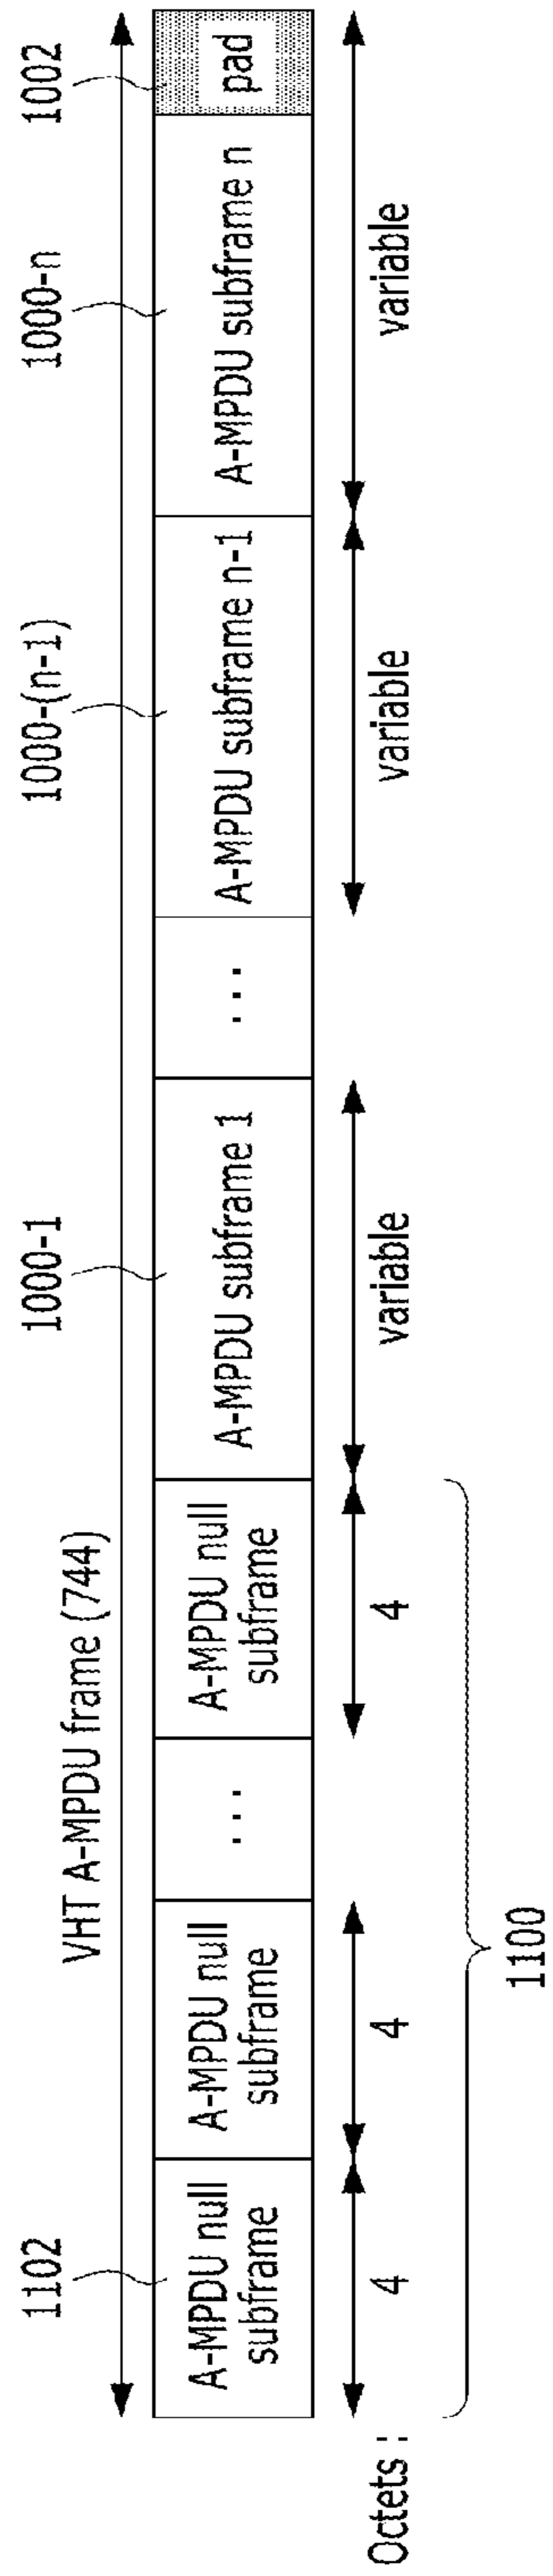 VHT A-MPDU frame (744)
1102
1000-1
1000-(n-1)
1000-n
1002
A-MPDU null
subframe
A-MPDU null
subframe
...
A-MPDU null
subframe
A-MPDU subframe 1
...
A-MPDU subframe n-1
A-MPDU subframe n
pad
Octets :
4
4
4
variable
variable
variable
1100